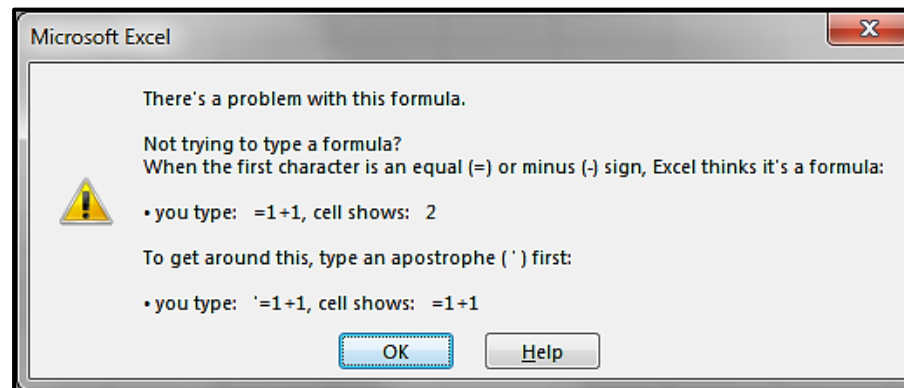 Microsoft Excel
There's a problem with this formula.
Not trying to type a formula?
When the first character is an equal (=) or minus (-) sign, Excel thinks it's a formula:
• you type:   =1+1, cell shows:   2
To get around this, type an apostrophe ( ' ) first:
• you type:   '=1+1, cell shows:   =1+1
OK
Help